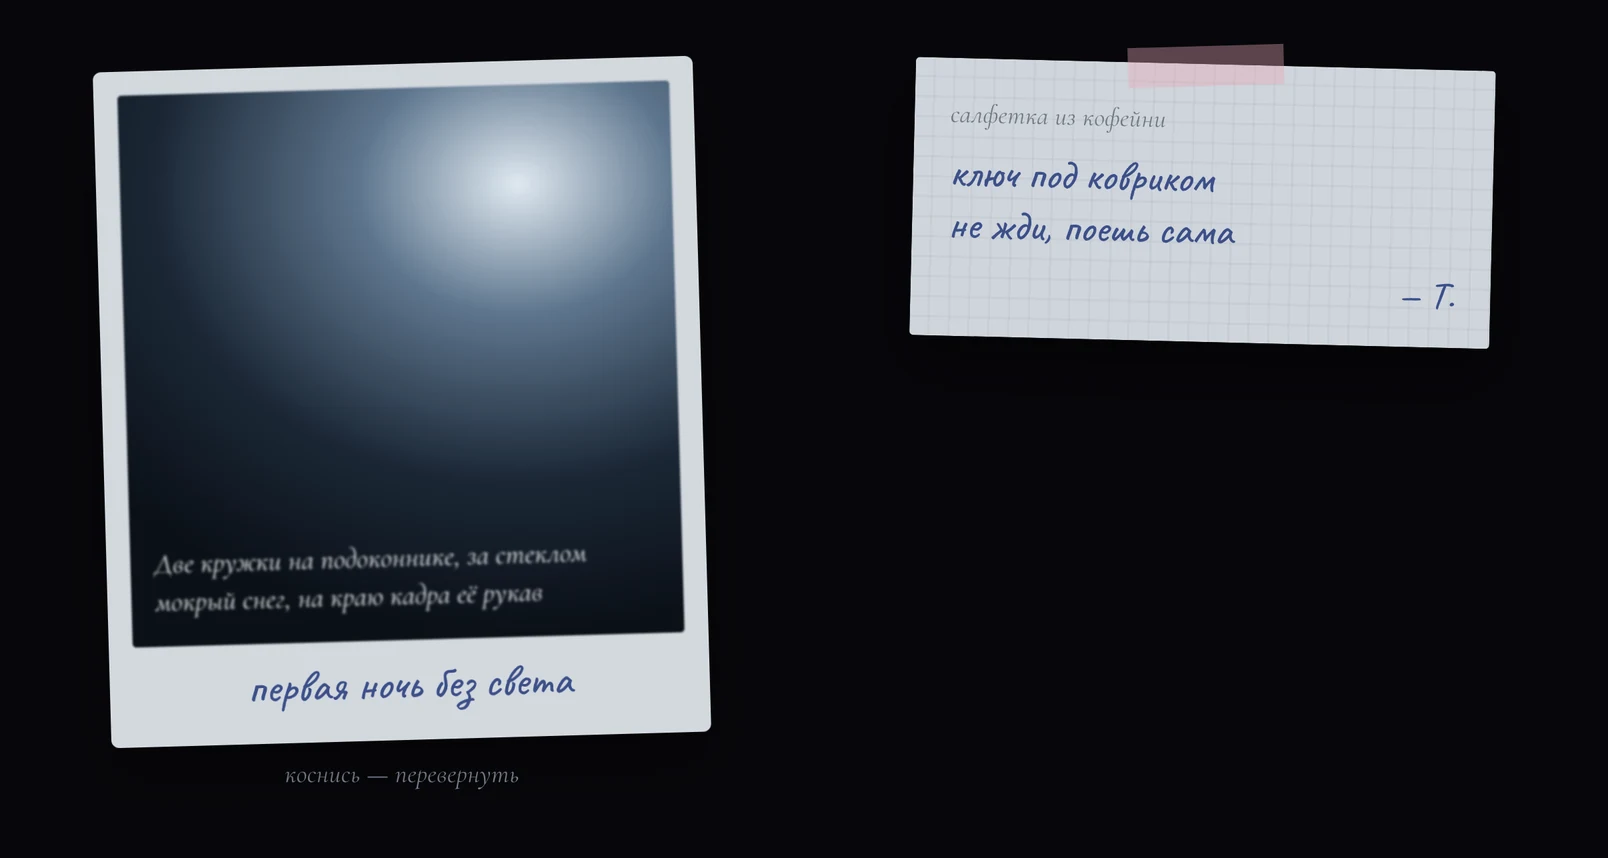 Две кружки на подоконнике, за стеклом
мокрый снег, на краю кадра её рукав
первая ночь без света
коснись — перевернуть
салфетка из кофейни
ключ под ковриком
не жди, поешь сама
— Т.